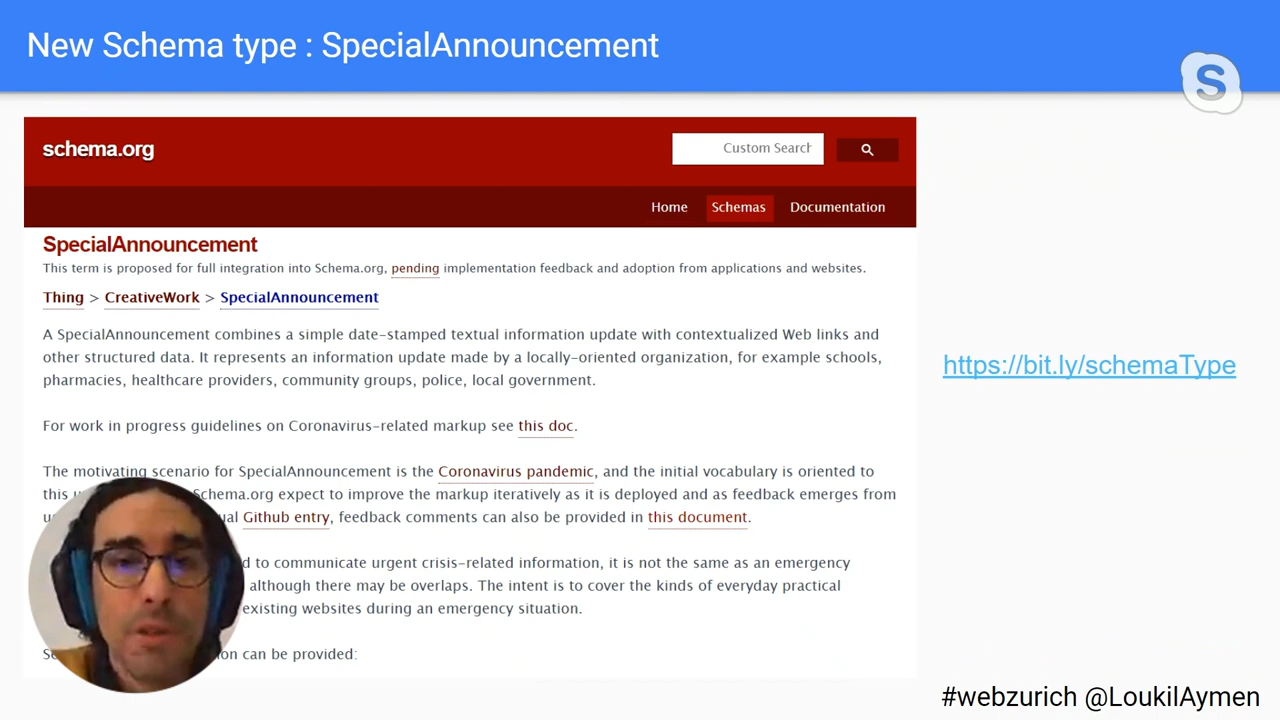 New Schema type : SpecialAnnouncement
S
schema.org
Custom Search
Home Schemas Documentation
SpecialAnnouncement
This term is proposed for full integration into Schema.org, pending implementation feedback and adoption from applications and websites.
Thing > CreativeWork > SpecialAnnouncement
A SpecialAnnouncement combines a simple date-stamped textual information update with contextualized Web links and
other structured data. It represents an information update made by a locally-oriented organization, for example schools,
pharmacies, healthcare providers, community groups, police, local government.
https://bit.ly/schemaType
For work in progress guidelines on Coronavirus-related markup see this doc.
The motivating scenario for SpecialAnnouncement is the Coronavirus pandemic, and the initial vocabulary is oriented to
this Schema.org expect to improve the markup iteratively as it is deployed and as feedback emerges from
Github entry, feedback comments can also be provided in this document.
to communicate urgent crisis-related information, it is not the same as an emergency
although there may be overlaps. The intent is to cover the kinds of everyday practical
existing websites during an emergency situation.
can be provided:
#webzurich @LoukilAymen